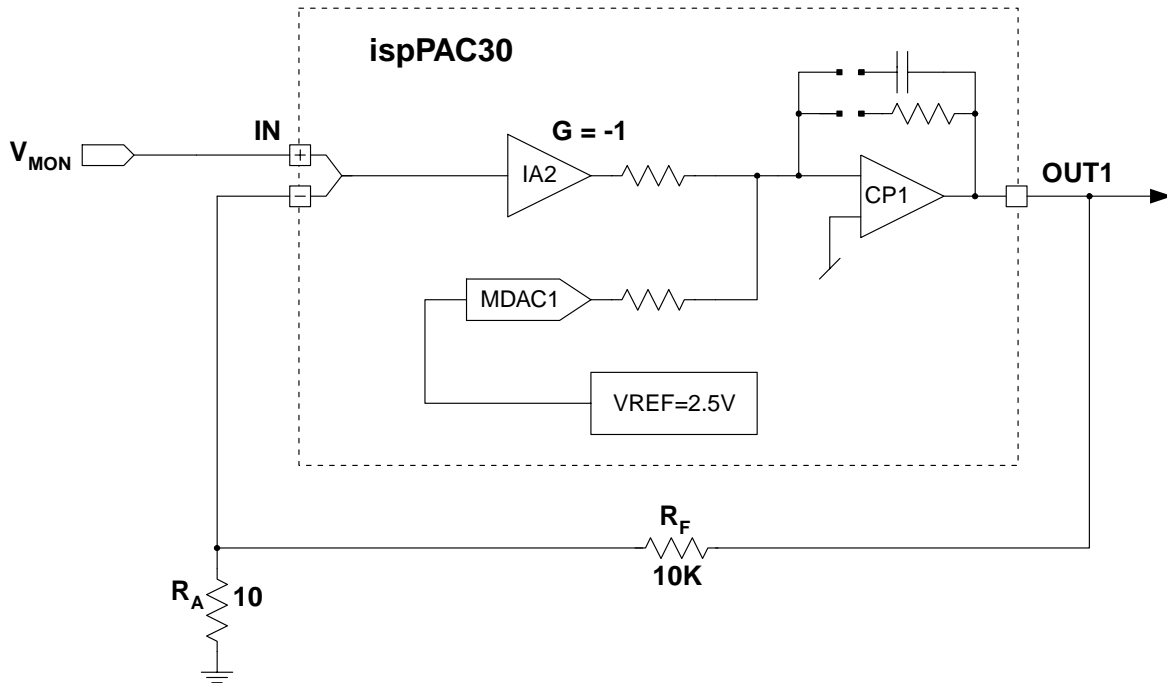 ispPAC30
IN
G = -1
V_MON
+
−
IA2
CP1
OUT1
MDAC1
VREF=2.5V
R_F
10K
R_A 10